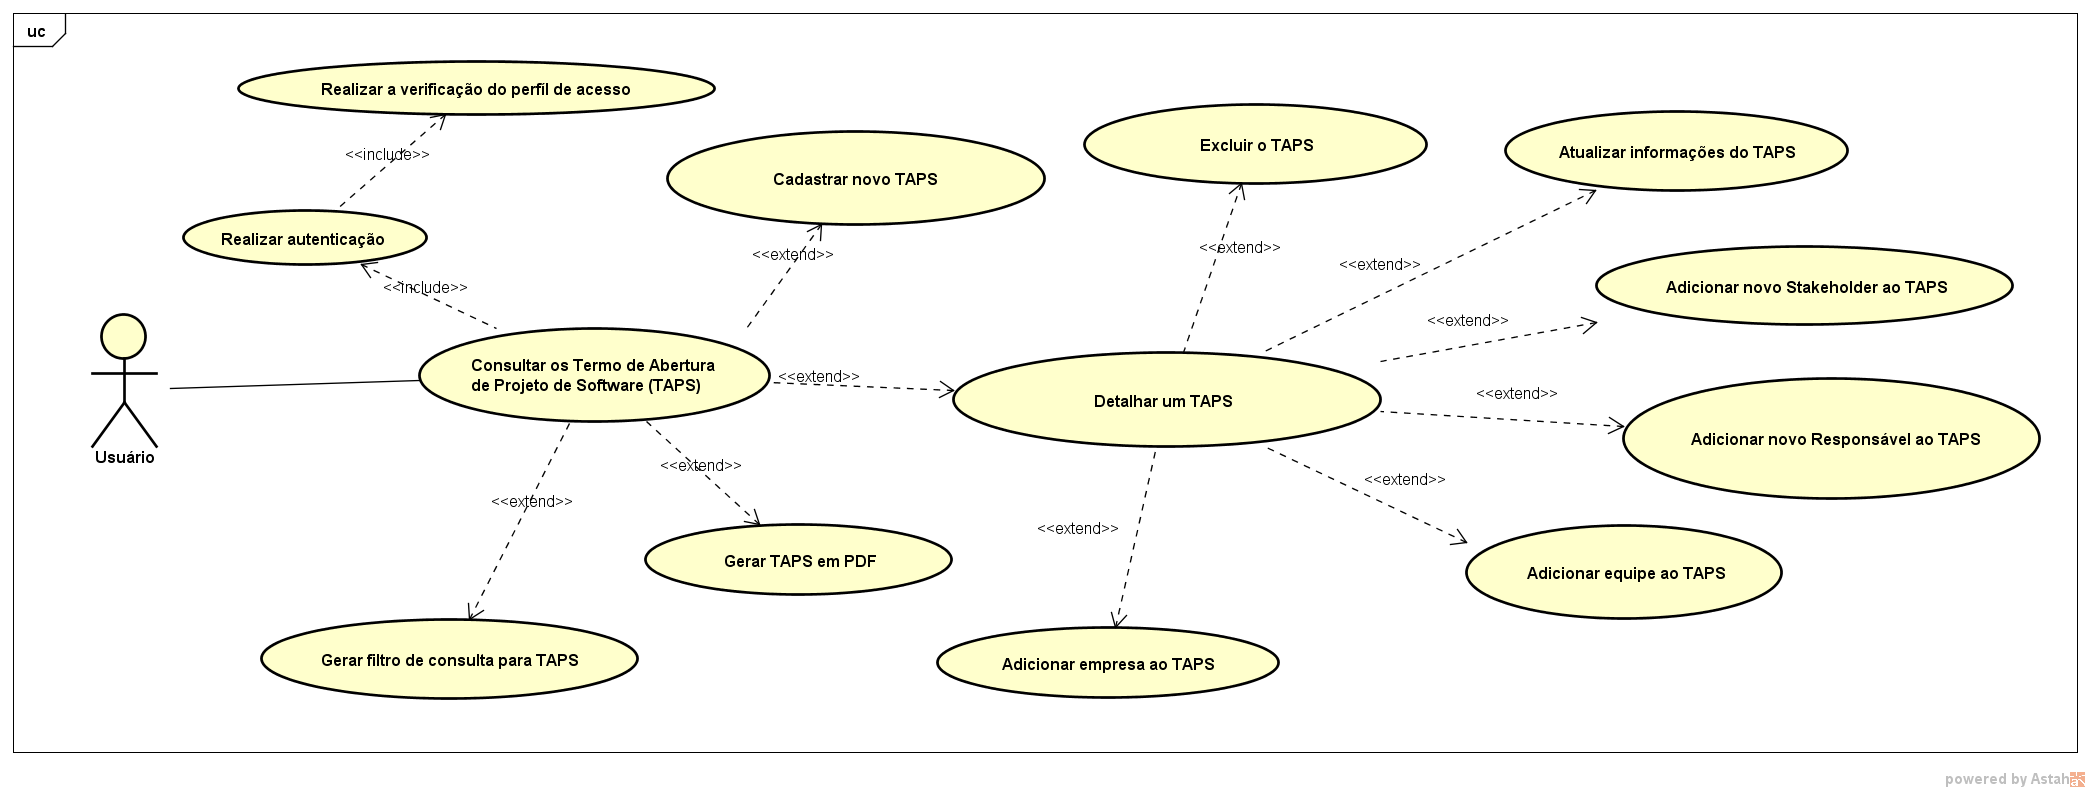 uc
Realizar a verificação do perfil de acesso
<<include>>
Realizar autenticação
<<include>>
Usuário
Consultar os Termo de Abertura
de Projeto de Software (TAPS)
<<extend>>
Cadastrar novo TAPS
<<extend>>
<<extend>>
Gerar TAPS em PDF
<<extend>>
Gerar filtro de consulta para TAPS
Detalhar um TAPS
<<extend>>
Excluir o TAPS
<<extend>>
Atualizar informações do TAPS
<<extend>>
Adicionar novo Stakeholder ao TAPS
<<extend>>
Adicionar novo Responsável ao TAPS
<<extend>>
Adicionar equipe ao TAPS
<<extend>>
Adicionar empresa ao TAPS
powered by Astah